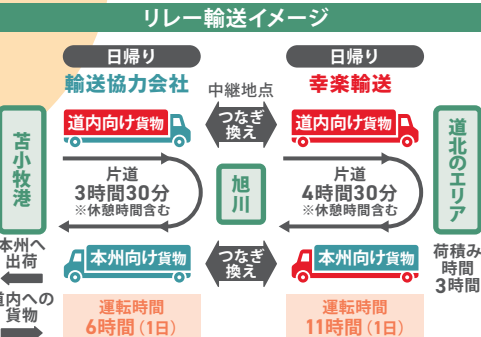 リレー輸送イメージ
日帰り
輸送協力会社
中継地点
日帰り
幸楽輸送
道内向け貨物
つなぎ
換え
道内向け貨物
苫小牧港
片道
3時間30分
※休憩時間含む
旭川
片道
4時間30分
※休憩時間含む
道北のエリア
本州へ
出荷
本州向け貨物
つなぎ
換え
本州向け貨物
荷積み
時間
3時間
道内への
貨物
運転時間
6時間(1日)
運転時間
11時間(1日)